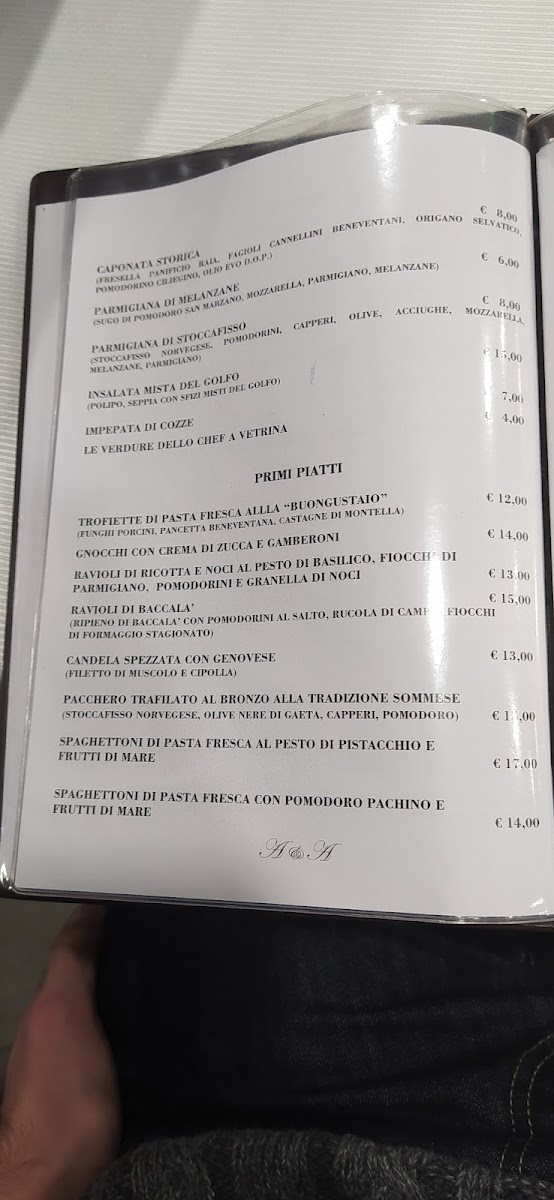 CAPONATA STORICA € 8,00
(FRESELLA PANIFICIO RAIA, FAGIOLI CANNELLINI BENEVENTANI, ORIGANO SELVATICO,
POMODORINO CILIEGINO, OLIO EVO D.O.P.)
PARMIGIANA DI MELANZANE € 6,00
(SUGO DI POMODORO SAN MARZANO, MOZZARELLA, PARMIGIANO, MELANZANE)
PARMIGIANA DI STOCCAFISSO € 8,00
(STOCCAFISSO NORVEGESE, POMODORINI, CAPPERI, OLIVE, ACCIUGHE, MOZZARELLA,
MELANZANE, PARMIGIANO)
INSALATA MISTA DEL GOLFO € 15,00
(POLIPO, SEPPIA CON SFIZI MISTI DEL GOLFO)
IMPEPATA DI COZZE 7,00
LE VERDURE DELLO CHEF A VETRINA € 4,00
PRIMI PIATTI
TROFIETTE DI PASTA FRESCA ALLLA “BUONGUSTAIO” € 12,00
(FUNGHI PORCINI, PANCETTA BENEVENTANA, CASTAGNE DI MONTELLA)
GNOCCHI CON CREMA DI ZUCCA E GAMBERONI € 14,00
RAVIOLI DI RICOTTA E NOCI AL PESTO DI BASILICO, FIOCCHI DI
PARMIGIANO, POMODORINI E GRANELLA DI NOCI € 13,00
RAVIOLI DI BACCALA’ € 15,00
(RIPIENO DI BACCALA’ CON POMODORINI AL SALTO, RUCOLA DI FIOCCHI
DI FORMAGGIO STAGIONATO)
CANDELA SPEZZATA CON GENOVESE € 13,00
(FILETTO DI MUSCOLO E CIPOLLA)
PACCHERO TRAFILATO AL BRONZO ALLA TRADIZIONE SOMMESE
(STOCCAFISSO NORVEGESE, OLIVE NERE DI GAETA, CAPPERI, POMODORO) €
SPAGHETTONI DI PASTA FRESCA AL PESTO DI PISTACCHIO E
FRUTTI DI MARE € 17,00
SPAGHETTONI DI PASTA FRESCA CON POMODORO PACHINO E
FRUTTI DI MARE € 14,00
A&A